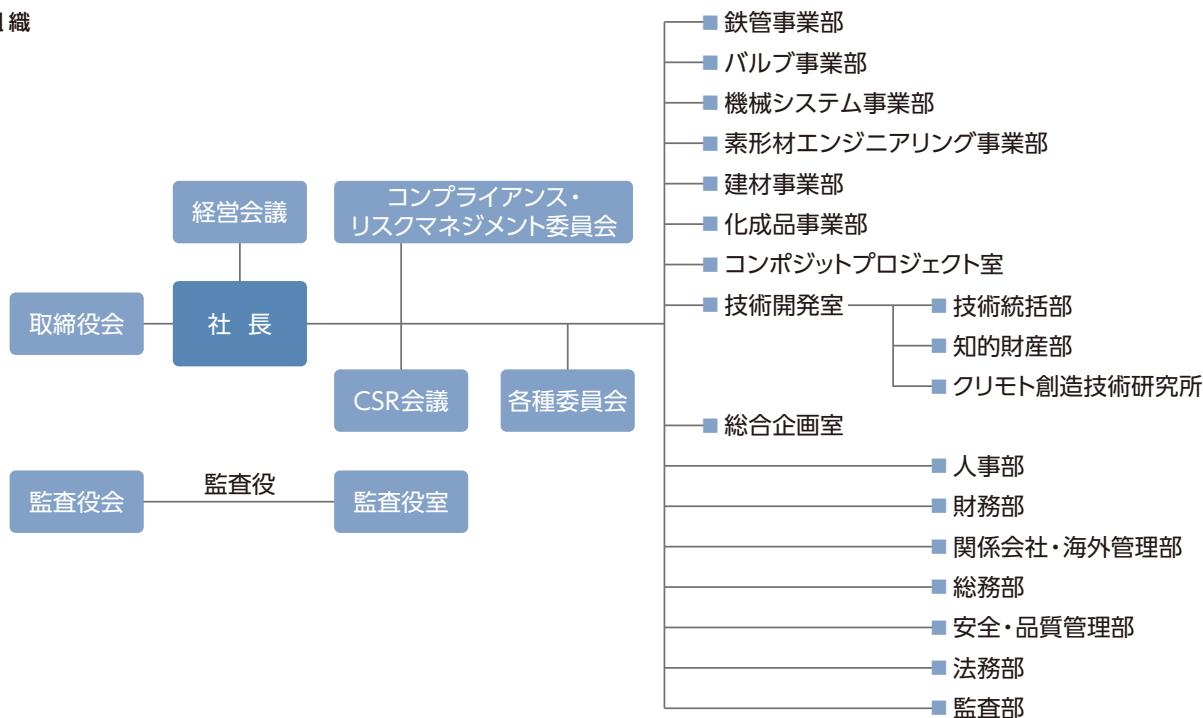 織
経営会議
コンプライアンス・
リスクマネジメント委員会
取締役会
社 長
CSR会議
各種委員会
監査役会
監査役
監査役室
鉄管事業部
バルブ事業部
機械システム事業部
素形材エンジニアリング事業部
建材事業部
化成品事業部
コンポジットプロジェクト室
技術開発室
技術統括部
知的財産部
クリモト創造技術研究所
総合企画室
人事部
財務部
関係会社・海外管理部
総務部
安全・品質管理部
法務部
監査部